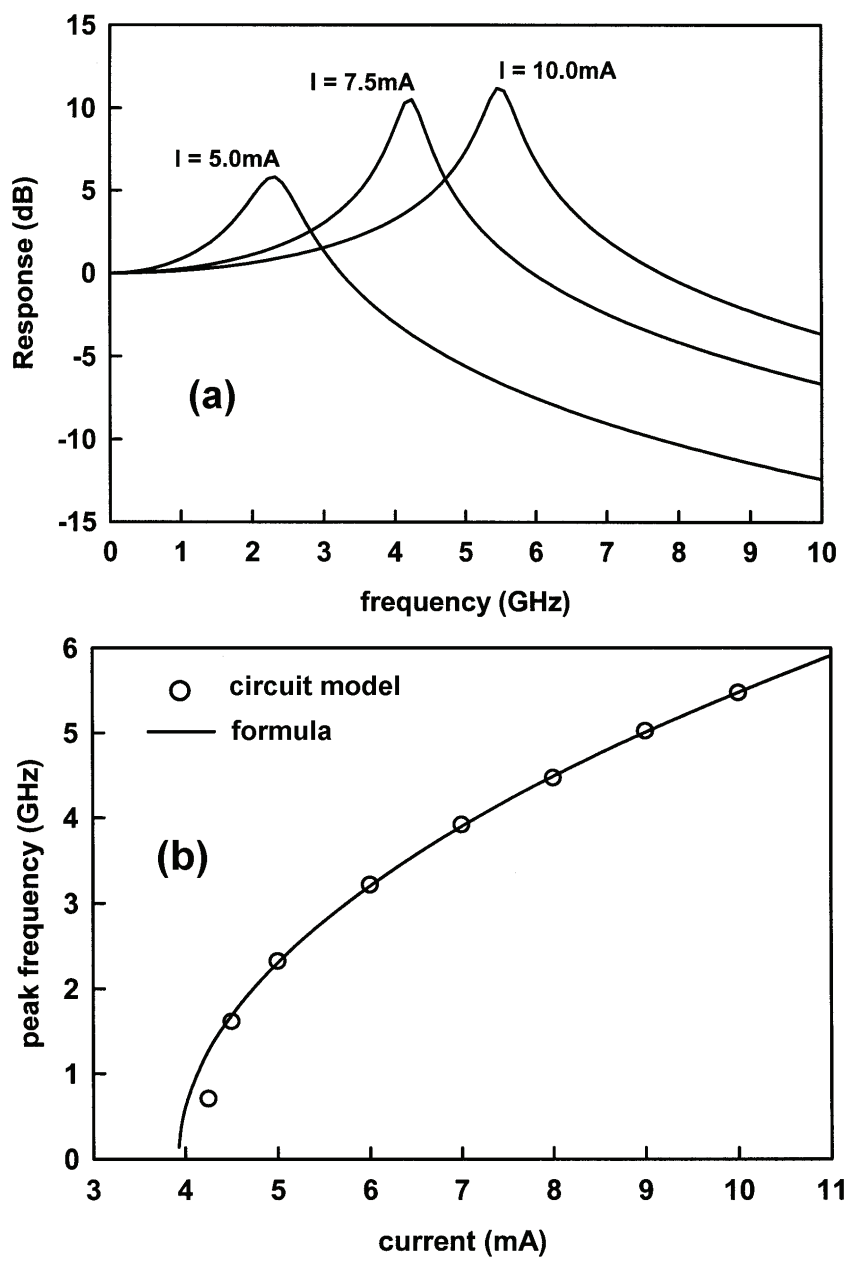 15
10
5
0
-5
-10
-15
Response (dB)
I = 5.0mA
I = 7.5mA
I = 10.0mA
(a)
0 1 2 3 4 5 6 7 8 9 10
frequency (GHz)
6
5
4
3
2
1
0
peak frequency (GHz)
circuit model
formula
(b)
3 4 5 6 7 8 9 10 11
current (mA)